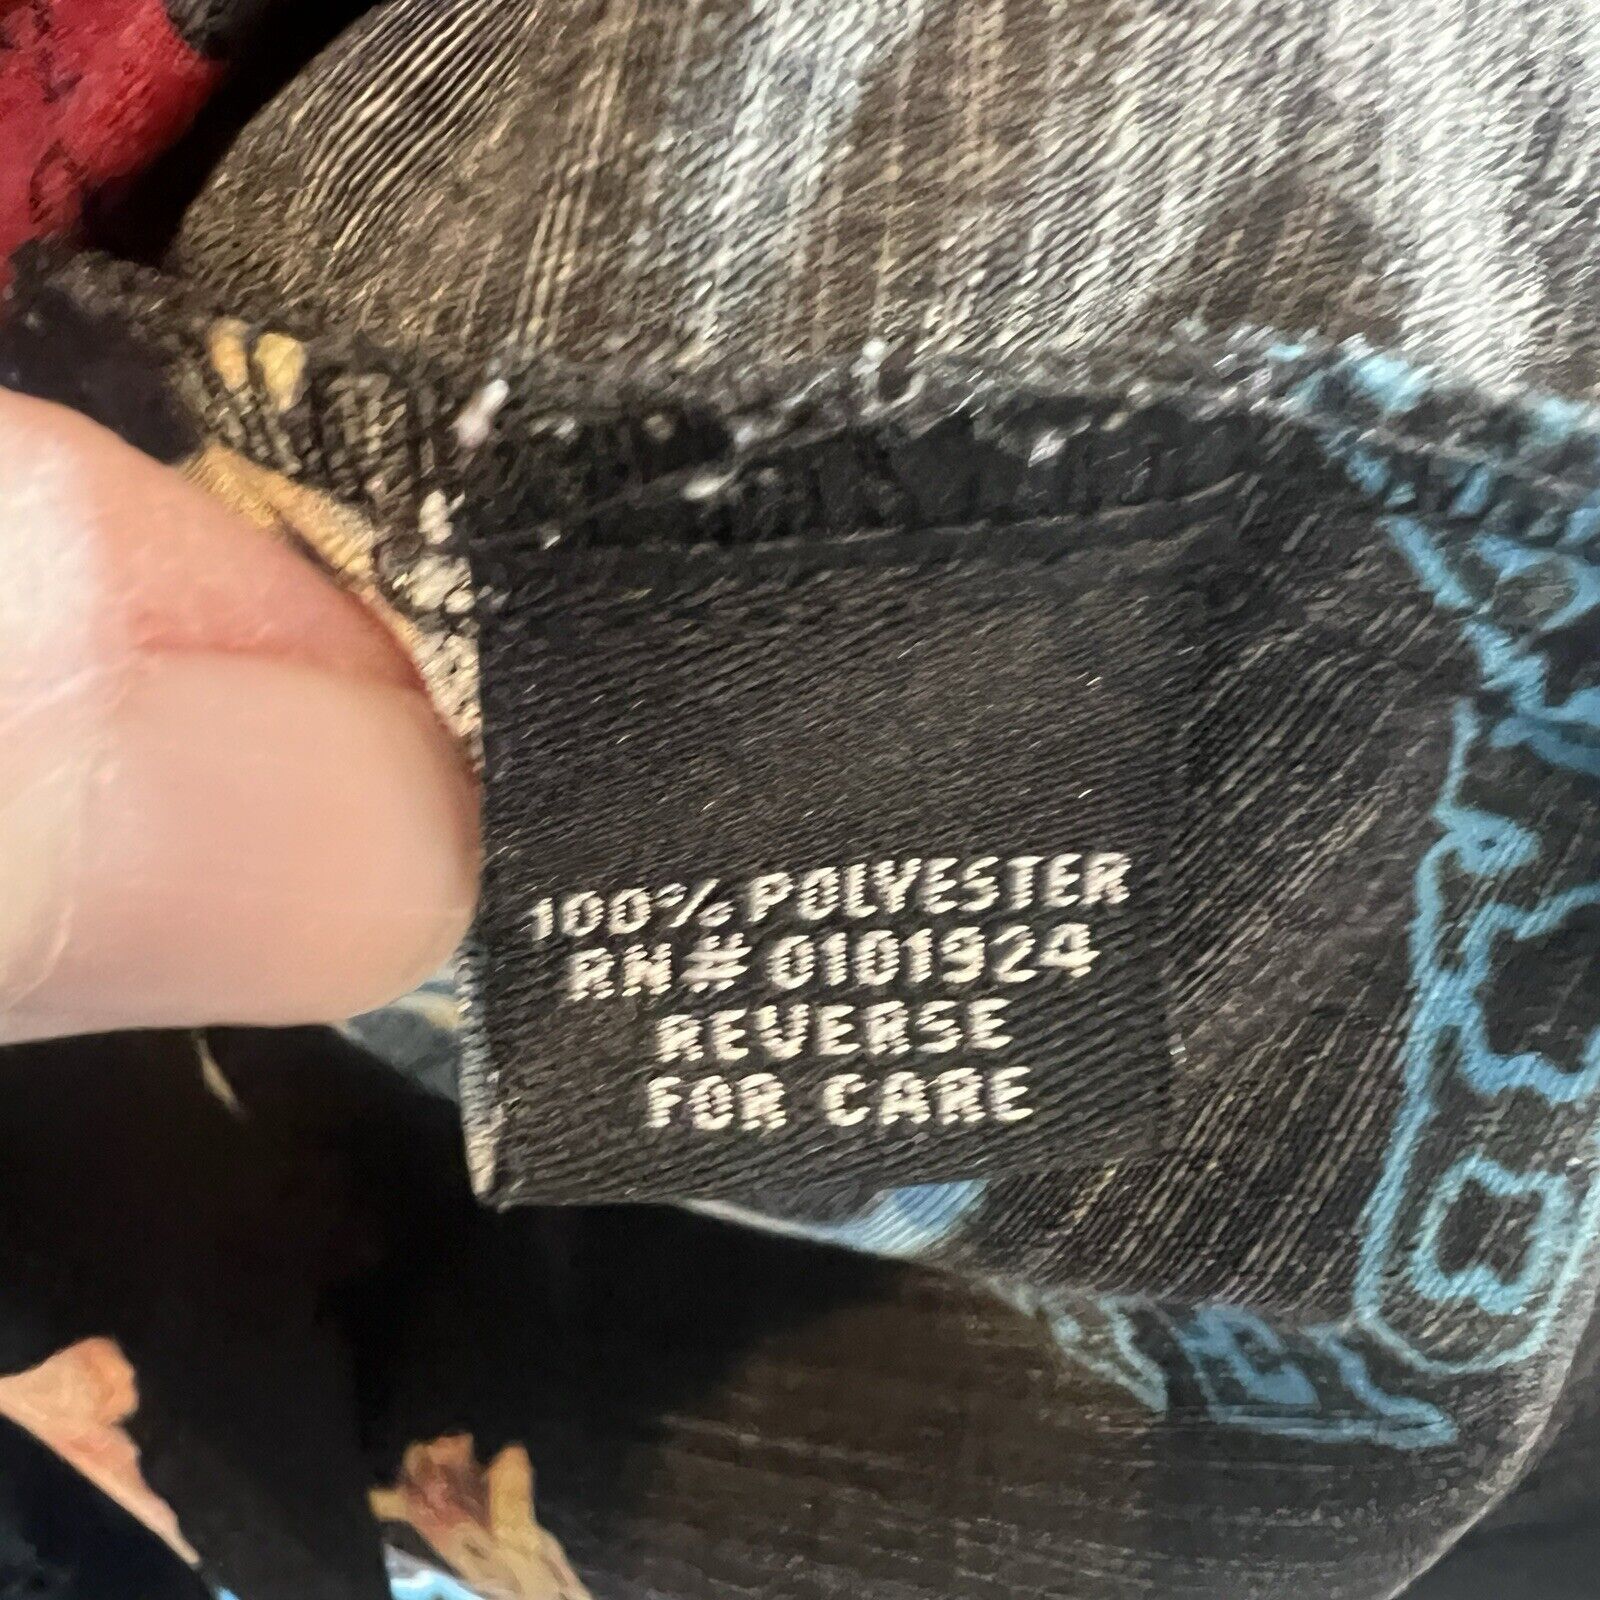 100% POLYESTER
RN# 0101924
REVERSE
FOR CARE